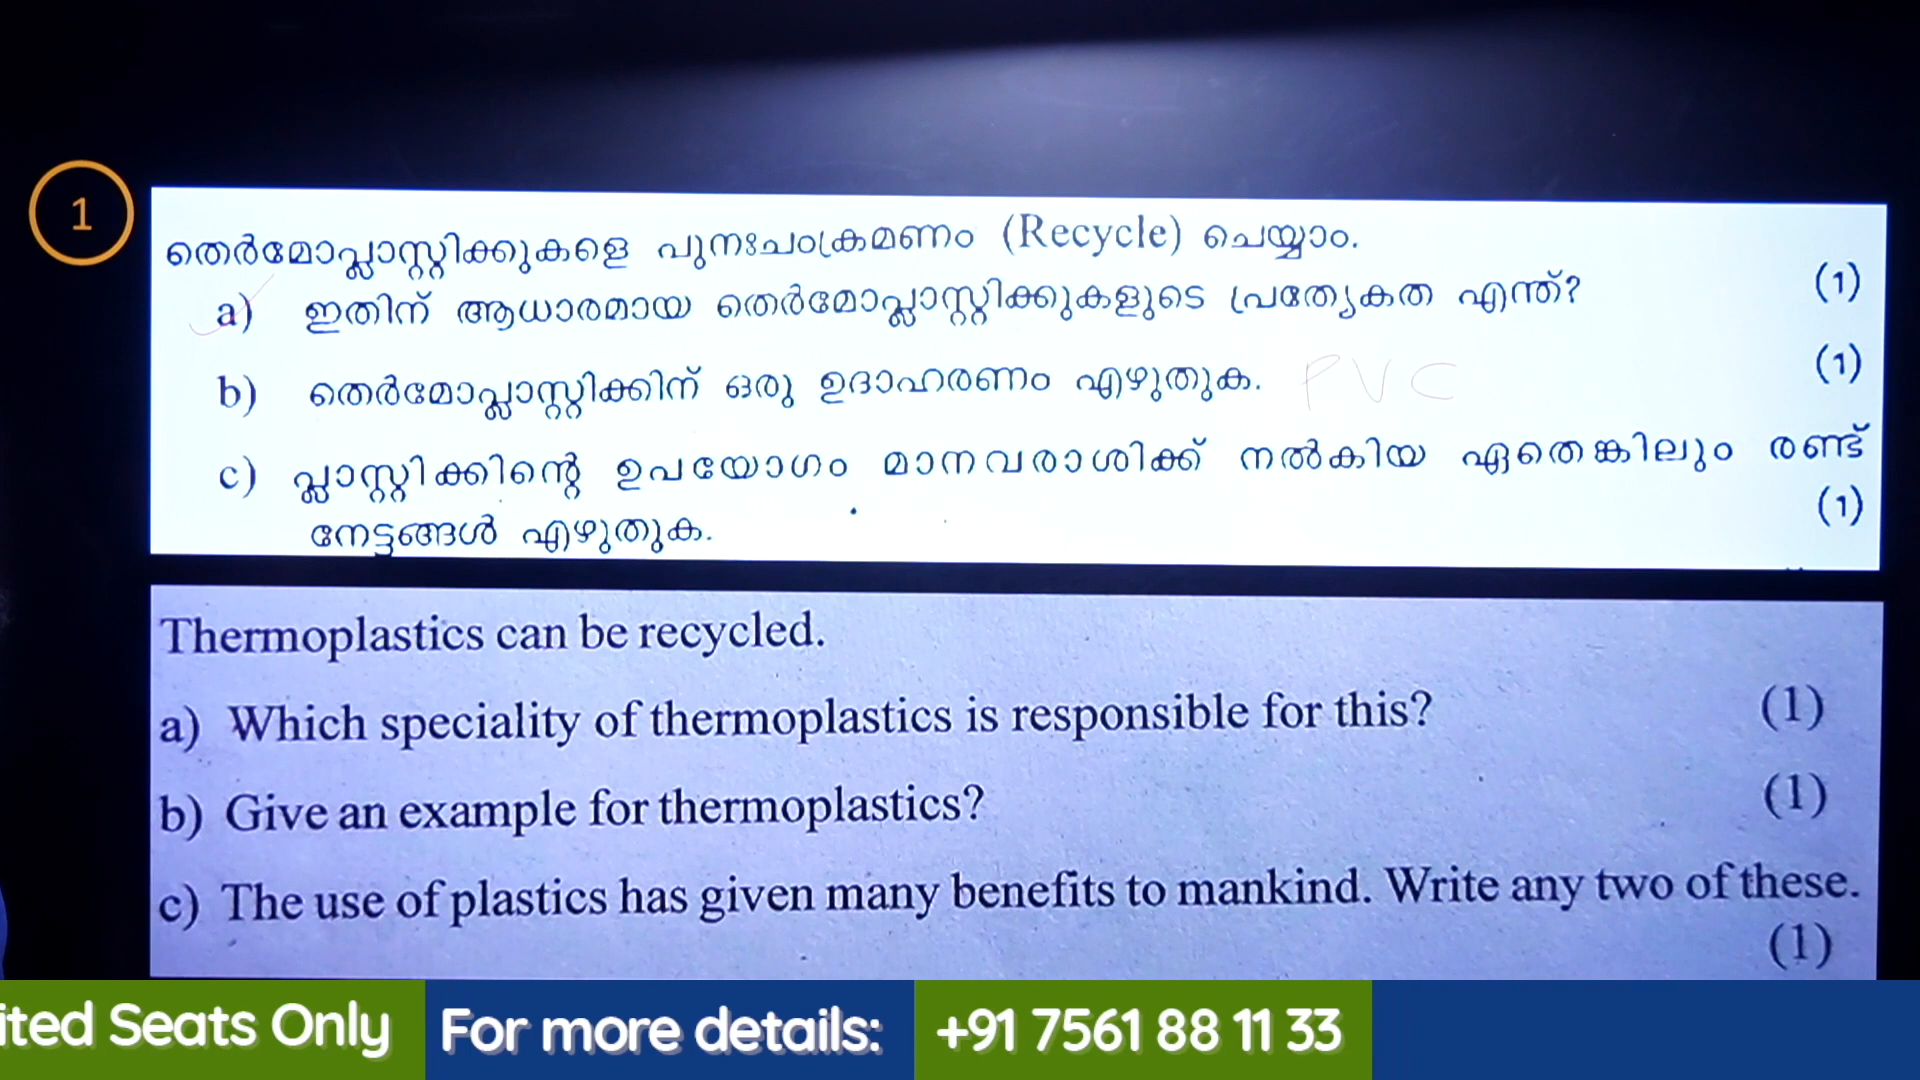 1
തെർമോപ്ലാസ്റ്റിക്കുകളെ പുനഃചംക്രമണം (Recycle) ചെയ്യാം.
a) ഇതിന് ആധാരമായ തെർമോപ്ലാസ്റ്റിക്കുകളുടെ പ്രത്യേകത എന്ത്? (1)
b) തെർമോപ്ലാസ്റ്റിക്കിന് ഒരു ഉദാഹരണം എഴുതുക. PVC (1)
c) പ്ലാസ്റ്റിക്കിന്റെ ഉപയോഗം മാനവരാശിക്ക് നൽകിയ ഏതെങ്കിലും രണ്ട്
നേട്ടങ്ങൾ എഴുതുക. (1)
Thermoplastics can be recycled.
a) Which speciality of thermoplastics is responsible for this? (1)
b) Give an example for thermoplastics? (1)
c) The use of plastics has given many benefits to mankind. Write any two of these.
(1)
ited Seats Only For more details: +91 7561 88 11 33